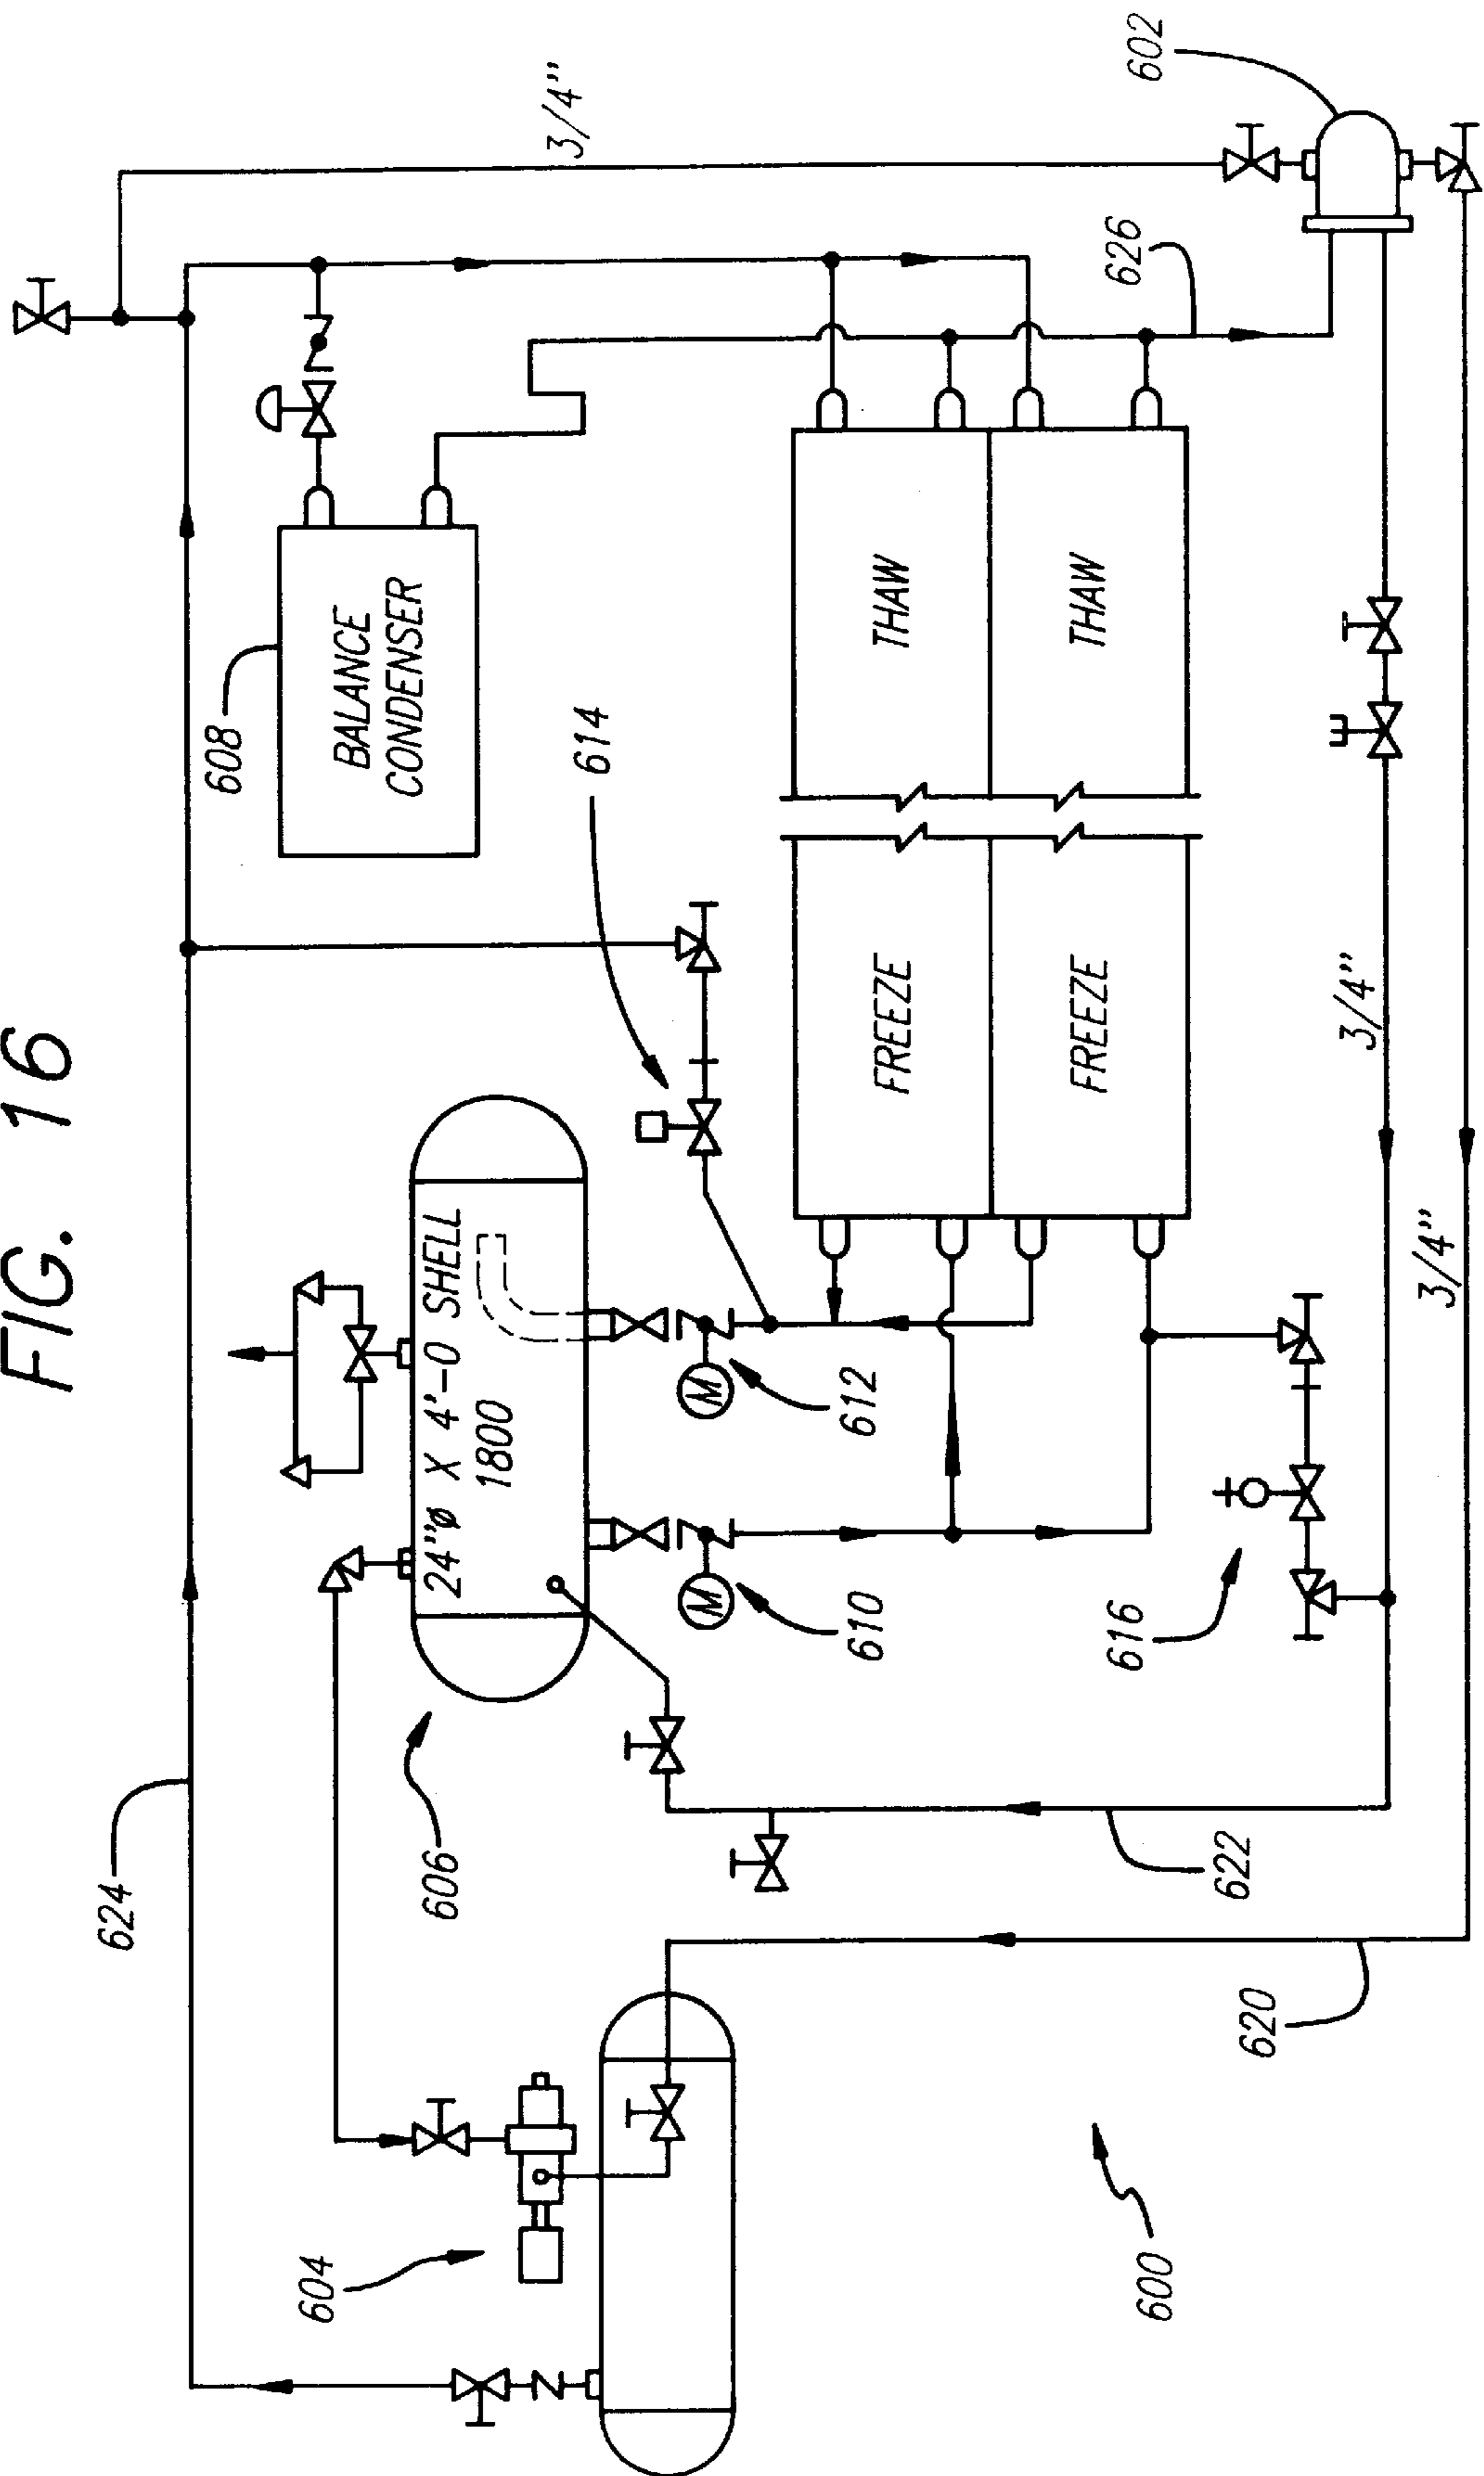 FIG. 16
624
606
24"ø X 4'-0 SHELL
1800
604
610
612
614
608
BALANCE
CONDENSER
3/4"
602
626
FREEZE
THAW
FREEZE
THAW
616
622
620
3/4"
3/4"
600
M
M